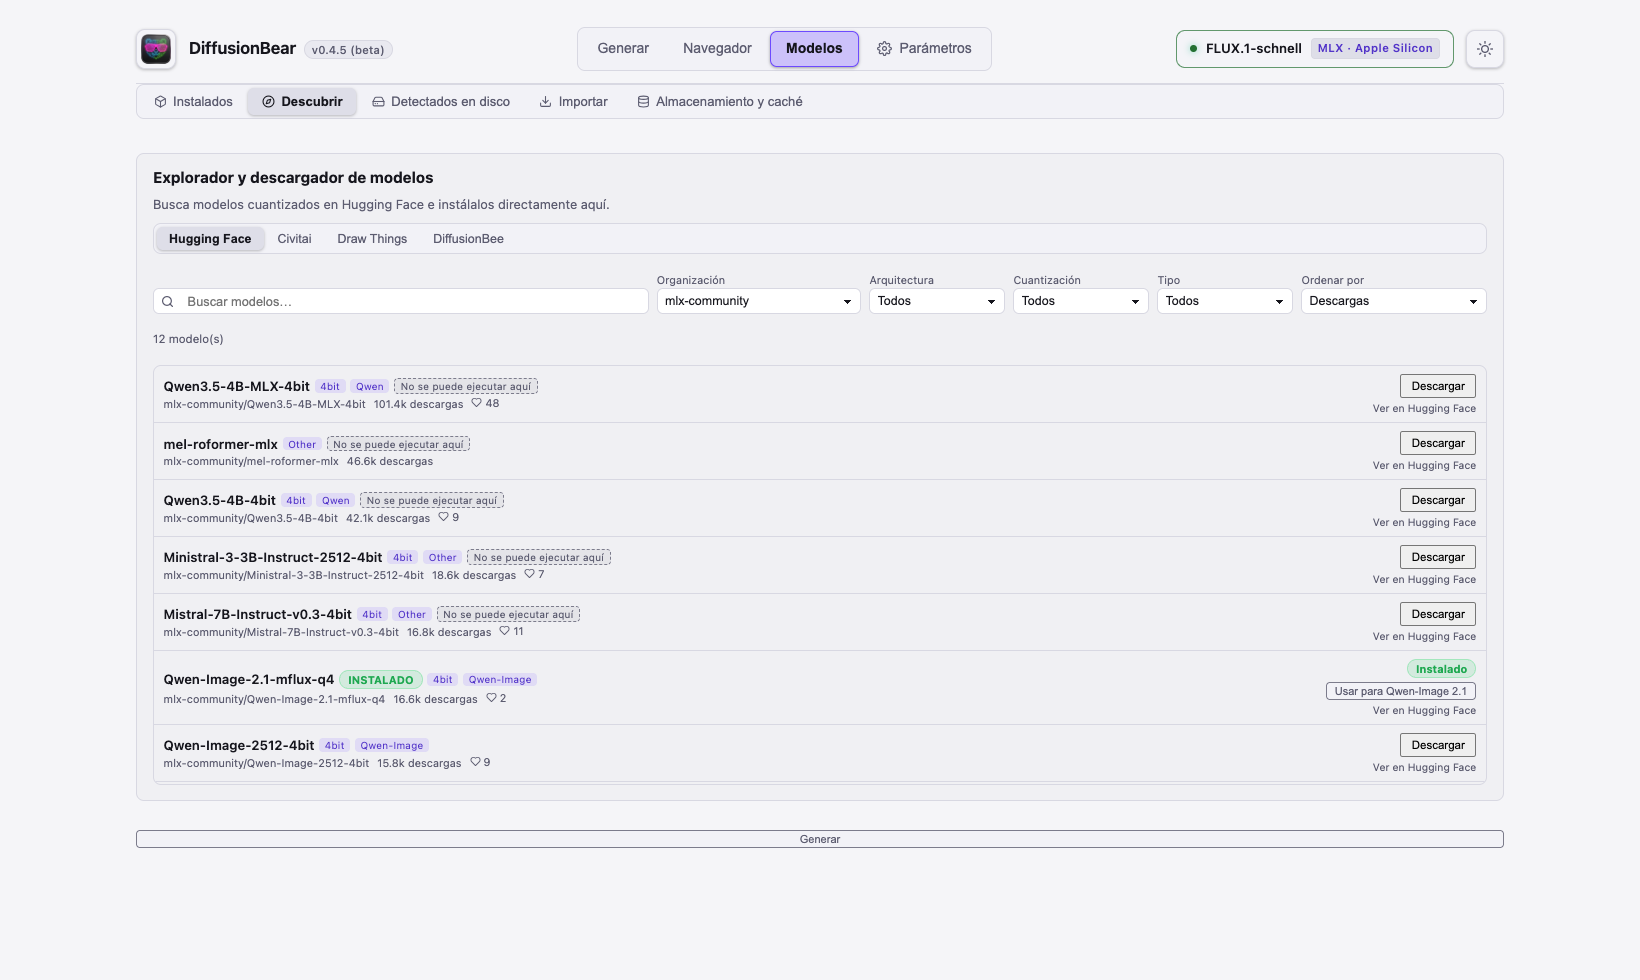 DiffusionBear v0.4.5 (beta) Generar Navegador Modelos Parámetros FLUX.1-schnell MLX · Apple Silicon
Instalados Descubrir Detectados en disco Importar Almacenamiento y caché
Explorador y descargador de modelos
Busca modelos cuantizados en Hugging Face e instálalos directamente aquí.
Hugging Face Civitai Draw Things DiffusionBee
Organización Arquitectura Cuantización Tipo Ordenar por
Buscar modelos... mlx-community Todos Todos Todos Descargas
12 modelo(s)
Qwen3.5-4B-MLX-4bit 4bit Qwen No se puede ejecutar aquí Descargar
mlx-community/Qwen3.5-4B-MLX-4bit 101.4k descargas 48 Ver en Hugging Face
mel-roformer-mlx Other No se puede ejecutar aquí Descargar
mlx-community/mel-roformer-mlx 46.6k descargas Ver en Hugging Face
Qwen3.5-4B-4bit 4bit Qwen No se puede ejecutar aquí Descargar
mlx-community/Qwen3.5-4B-4bit 42.1k descargas 9 Ver en Hugging Face
Ministral-3-3B-Instruct-2512-4bit 4bit Other No se puede ejecutar aquí Descargar
mlx-community/Ministral-3-3B-Instruct-2512-4bit 18.6k descargas 7 Ver en Hugging Face
Mistral-7B-Instruct-v0.3-4bit 4bit Other No se puede ejecutar aquí Descargar
mlx-community/Mistral-7B-Instruct-v0.3-4bit 16.8k descargas 11 Ver en Hugging Face
Instalado
Qwen-Image-2.1-mflux-q4 INSTALADO 4bit Qwen-Image Usar para Qwen-Image 2.1
mlx-community/Qwen-Image-2.1-mflux-q4 16.6k descargas 2 Ver en Hugging Face
Qwen-Image-2512-4bit 4bit Qwen-Image Descargar
mlx-community/Qwen-Image-2512-4bit 15.8k descargas 9 Ver en Hugging Face
Generar